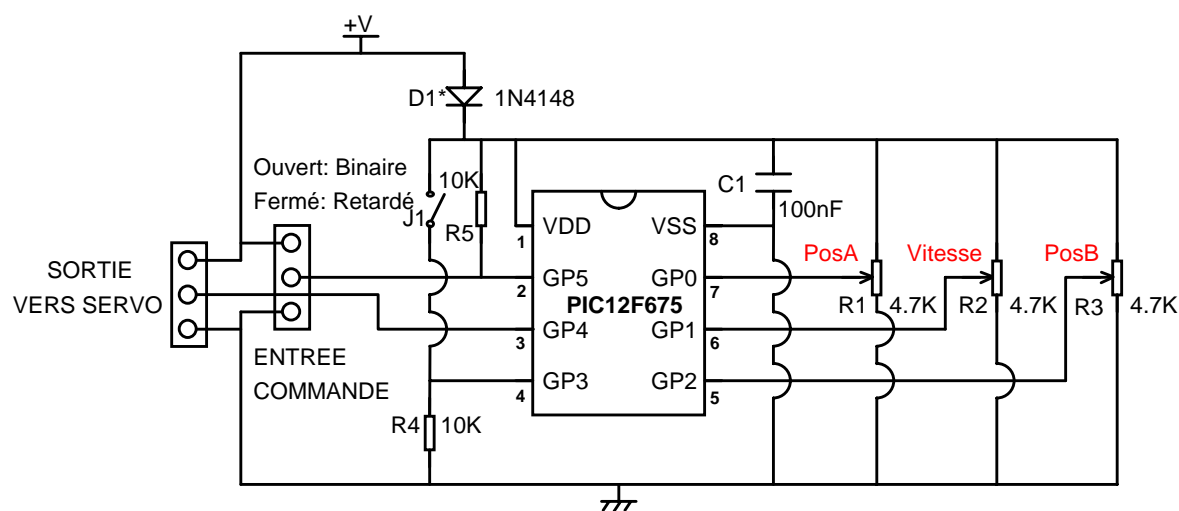 +V
D1* 1N4148
Ouvert: Binaire
Fermé: Retardé
10K
J1
R5
C1
100nF
VDD
VSS
1
8
GP5
GP0
2
7
PIC12F675
GP4
GP1
3
6
GP3
GP2
4
5
SORTIE
VERS SERVO
ENTREE
COMMANDE
R4 10K
PosA
Vitesse
PosB
R1 4.7K
R2 4.7K
R3 4.7K